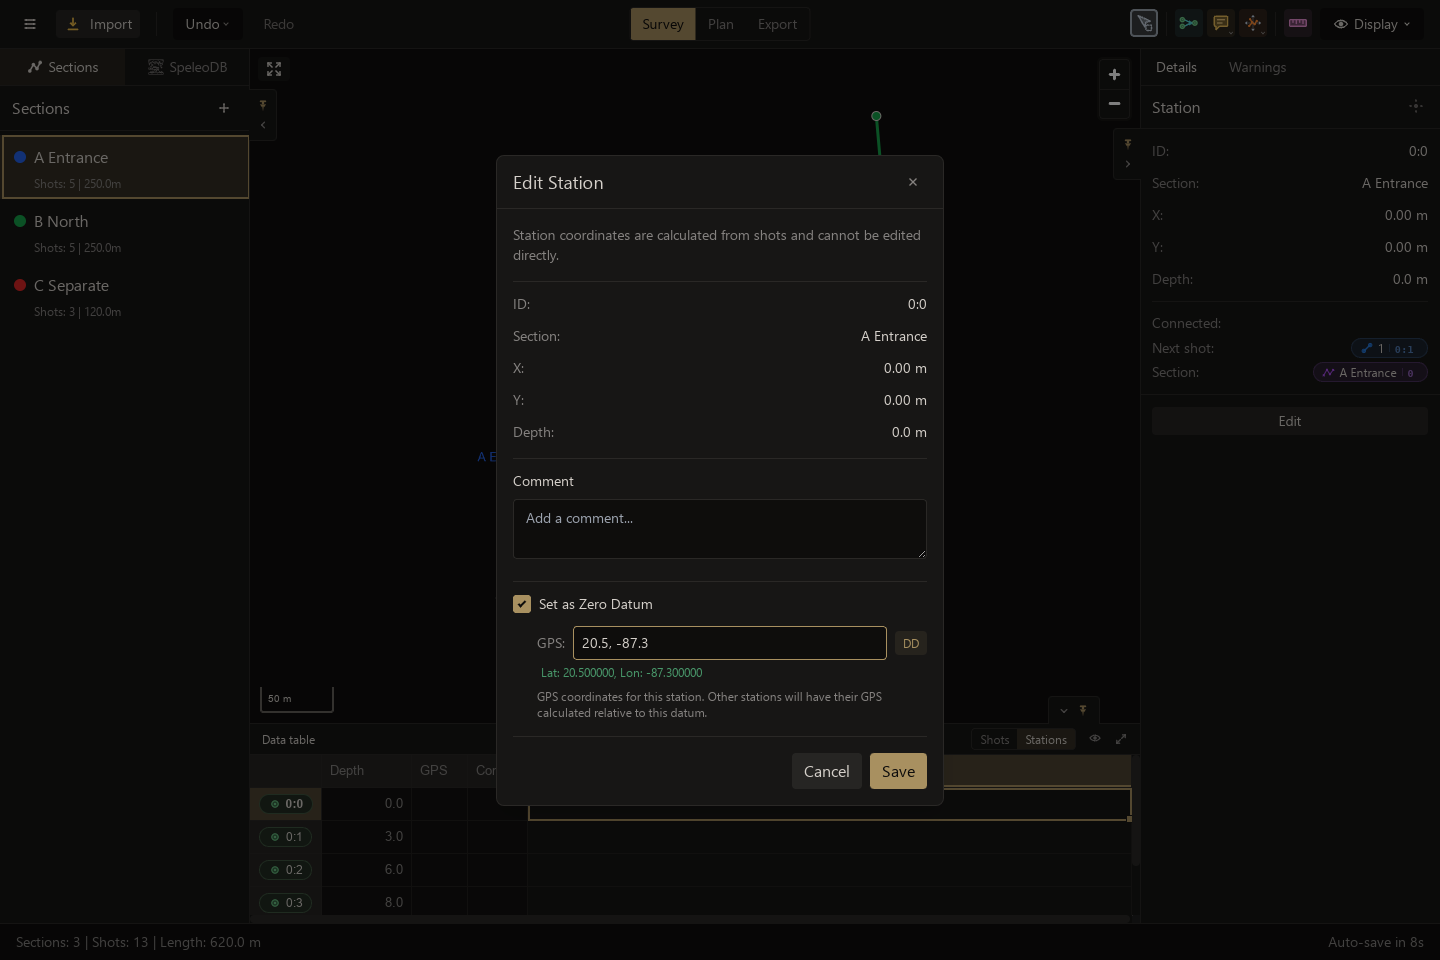 Import
Undo
Redo
Survey
Plan
Export
Display
Sections
SpeleoDB
Details
Warnings
Sections
A Entrance
Shots: 5 | 250.0m
B North
Shots: 5 | 250.0m
C Separate
Shots: 3 | 120.0m
50 m
Edit Station
Station coordinates are calculated from shots and cannot be edited
directly.
ID: 0:0
Section: A Entrance
X: 0.00 m
Y: 0.00 m
Depth: 0.0 m
Comment
Add a comment...
Set as Zero Datum
GPS: 20.5, -87.3 DD
Lat: 20.500000, Lon: -87.300000
GPS coordinates for this station. Other stations will have their GPS
calculated relative to this datum.
Cancel
Save
Station
ID: 0:0
Section: A Entrance
X: 0.00 m
Y: 0.00 m
Depth: 0.0 m
Connected:
Next shot: 1 0:1
Section: A Entrance 0
Edit
Data table
Shots
Stations
Depth GPS
0:0 0.0
0:1 3.0
0:2 6.0
0:3 8.0
Sections: 3 | Shots: 13 | Length: 620.0 m
Auto-save in 8s